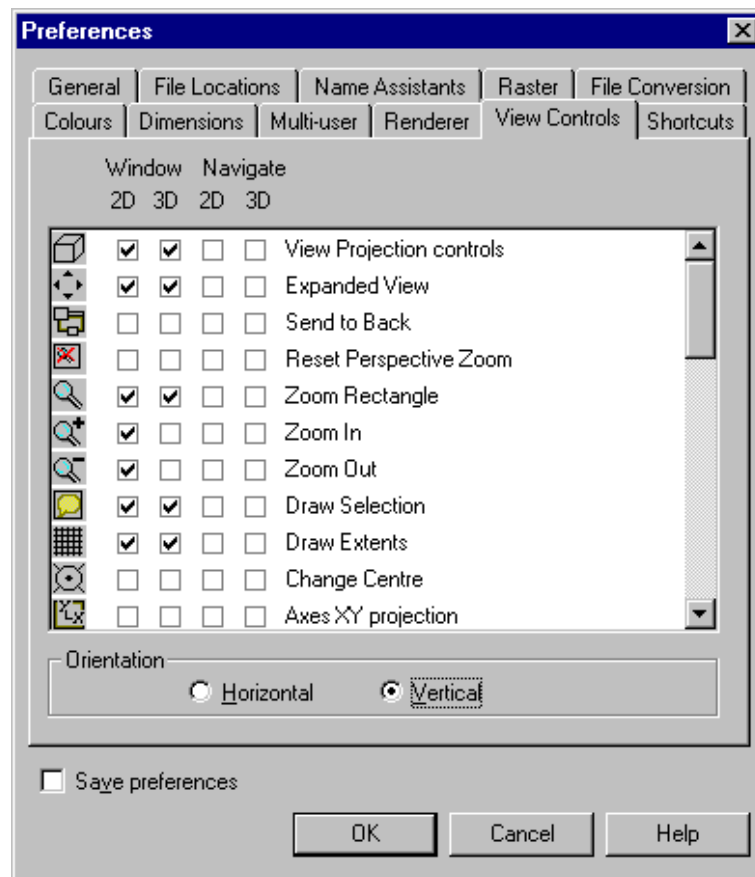 Preferences
General File Locations Name Assistants Raster File Conversion
Colours Dimensions Multi-user Renderer View Controls Shortcuts
Window Navigate
2D 3D 2D 3D
View Projection controls
Expanded View
Send to Back
Reset Perspective Zoom
Zoom Rectangle
Zoom In
Zoom Out
Draw Selection
Draw Extents
Change Centre
Axes XY projection
Orientation
Horizontal Vertical
Save preferences
OK Cancel Help